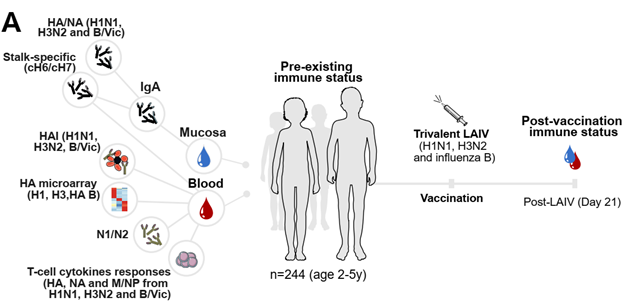 A
HA/NA (H1N1,
H3N2 and B/Vic)
Stalk-specific
(cH6/cH7)
IgA
Mucosa
HAI (H1N1,
H3N2, B/Vic)
Blood
HA microarray
(H1, H3,HA B)
N1/N2
T-cell cytokines responses
(HA, NA and M/NP from
H1N1, H3N2 and B/Vic)
Pre-existing
immune status
n=244 (age 2-5y)
Trivalent LAIV
(H1N1, H3N2
and influenza B)
Vaccination
Post-vaccination
immune status
Post-LAIV (Day 21)